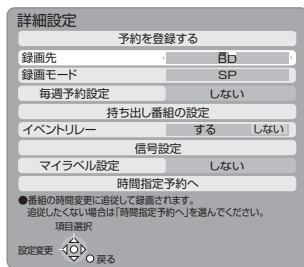 詳細設定
予約を登録する
録画先 BD
録画モード SP
毎週予約設定 しない
持ち出し番組の設定
イベントリレー する しない
信号設定
マイラベル設定 しない
時間指定予約へ
●番組の時間変更に追従して録画されます。
追従したくない場合は「時間指定予約へ」を選んでください。
項目選択
設定変更 戻る